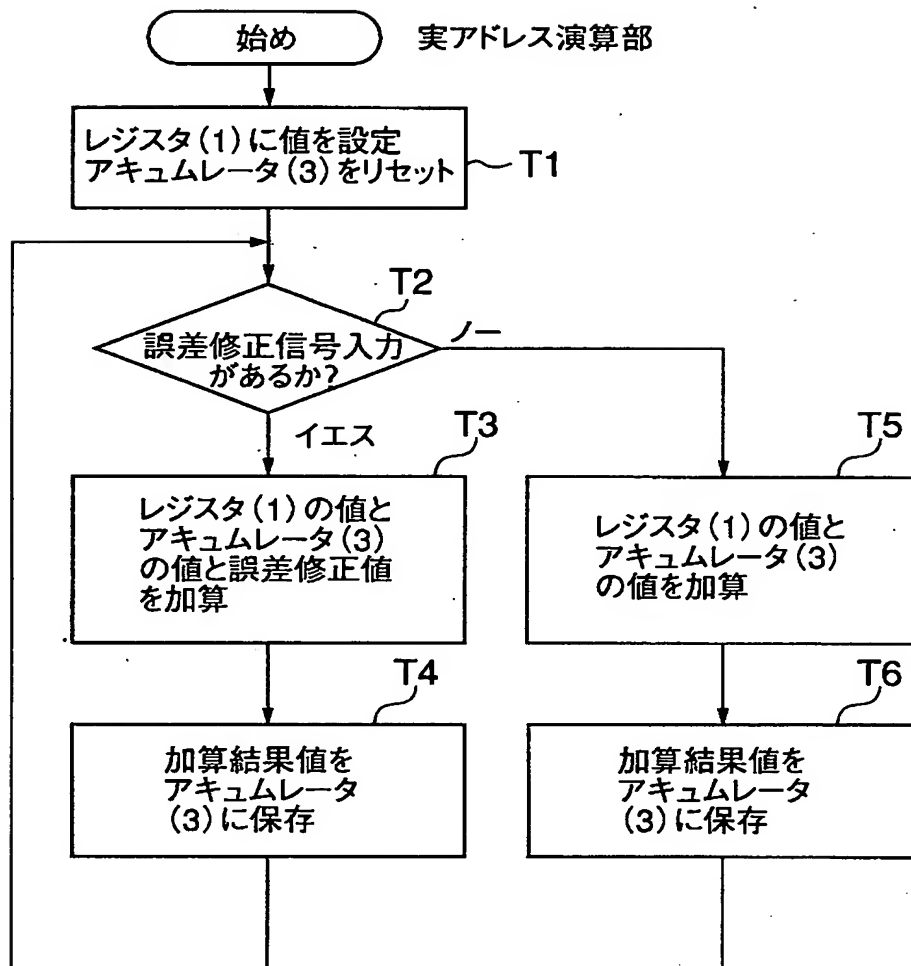 始め
実アドレス演算部
レジスタ(1)に値を設定
アキュムレータ(3)をリセット
T1
T2
誤差修正信号入力
があるか?
ノー
イエス
T3
レジスタ(1)の値と
アキュムレータ(3)
の値と誤差修正値
を加算
T5
レジスタ(1)の値と
アキュムレータ(3)
の値を加算
T4
加算結果値を
アキュムレータ
(3)に保存
T6
加算結果値を
アキュムレータ
(3)に保存